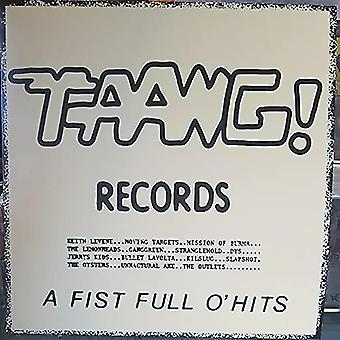 TAANG!
RECORDS
KEITH LEVENE...MOVING TARGETS..MISSION OF BURMA...
THE LEMONHEADS..GANGGREEN...STRANGLEHOLD..DYS.....
JERRYS KIDS...BULLET LAVOLTA...KILSLUG...SLAPSHOT.
THE OYSTERS...UNNACTURAL AXE..THE OUTLETS.........
A FIST FULL O'HITS